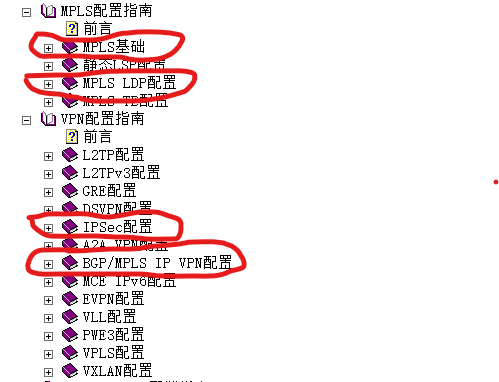 MPLS配置指南
前言
MPLS基础
静态LSP配置
MPLS LDP配置
MPLS TE配置
VPN配置指南
前言
L2TP配置
L2TPv3配置
GRE配置
DSVPN配置
IPSec配置
A2A VPN配置
BGP/MPLS IP VPN配置
MCE IPv6配置
EVPN配置
VLL配置
PWE3配置
VPLS配置
VXLAN配置